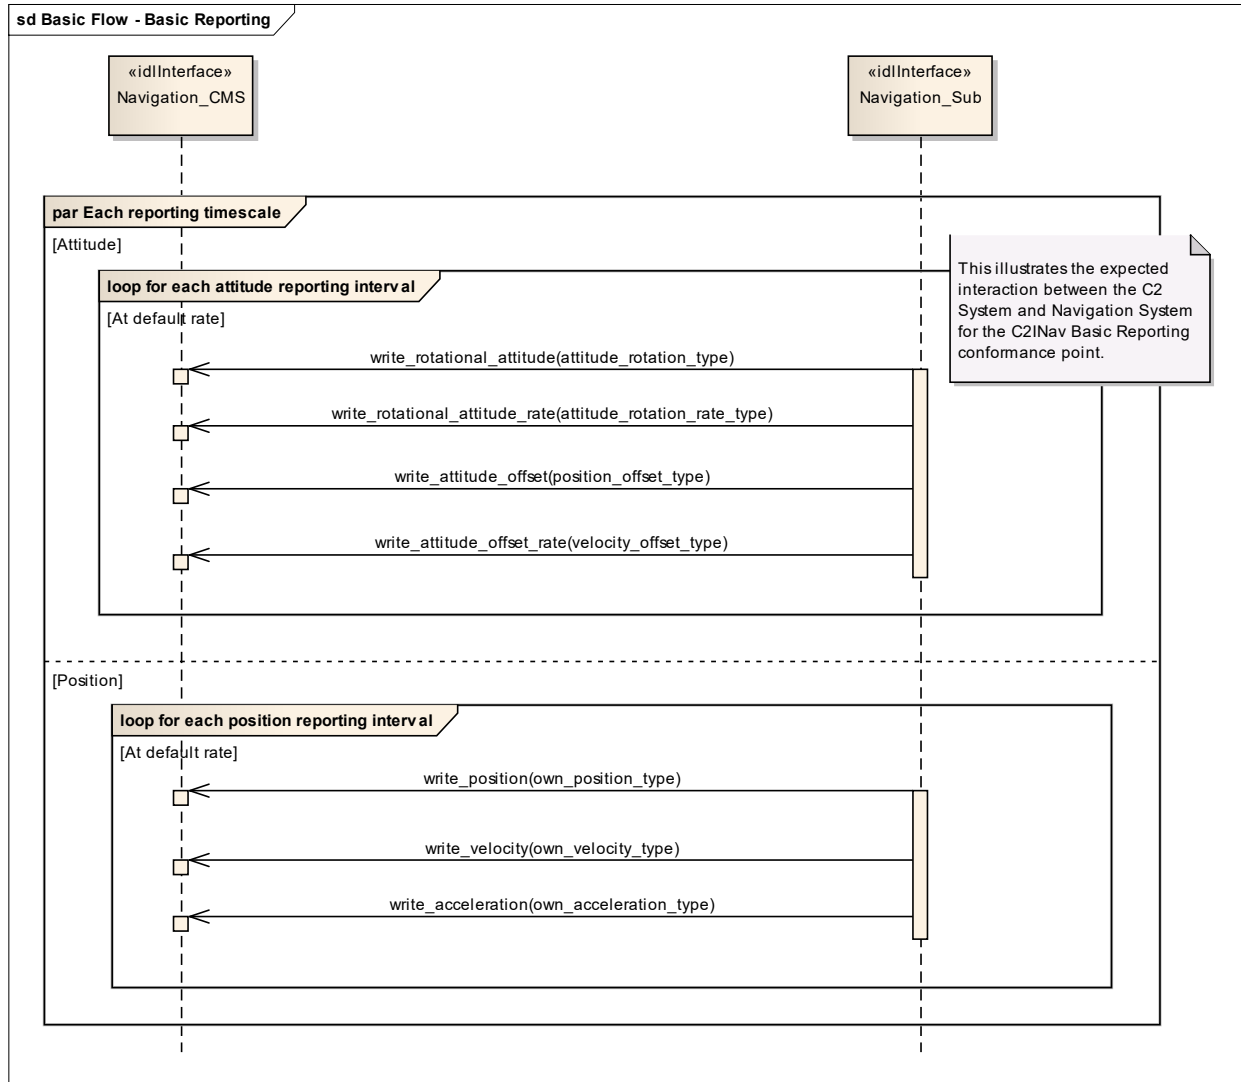 sd Basic Flow - Basic Reporting
«idlInterface»
Navigation_CMS
«idlInterface»
Navigation_Sub
par Each reporting timescale
[Attitude]
This illustrates the expected
interaction between the C2
System and Navigation System
for the C2INav Basic Reporting
conformance point.
loop for each attitude reporting interval
[At default rate]
write_rotational_attitude(attitude_rotation_type)
write_rotational_attitude_rate(attitude_rotation_rate_type)
write_attitude_offset(position_offset_type)
write_attitude_offset_rate(velocity_offset_type)
[Position]
loop for each position reporting interval
[At default rate]
write_position(own_position_type)
write_velocity(own_velocity_type)
write_acceleration(own_acceleration_type)